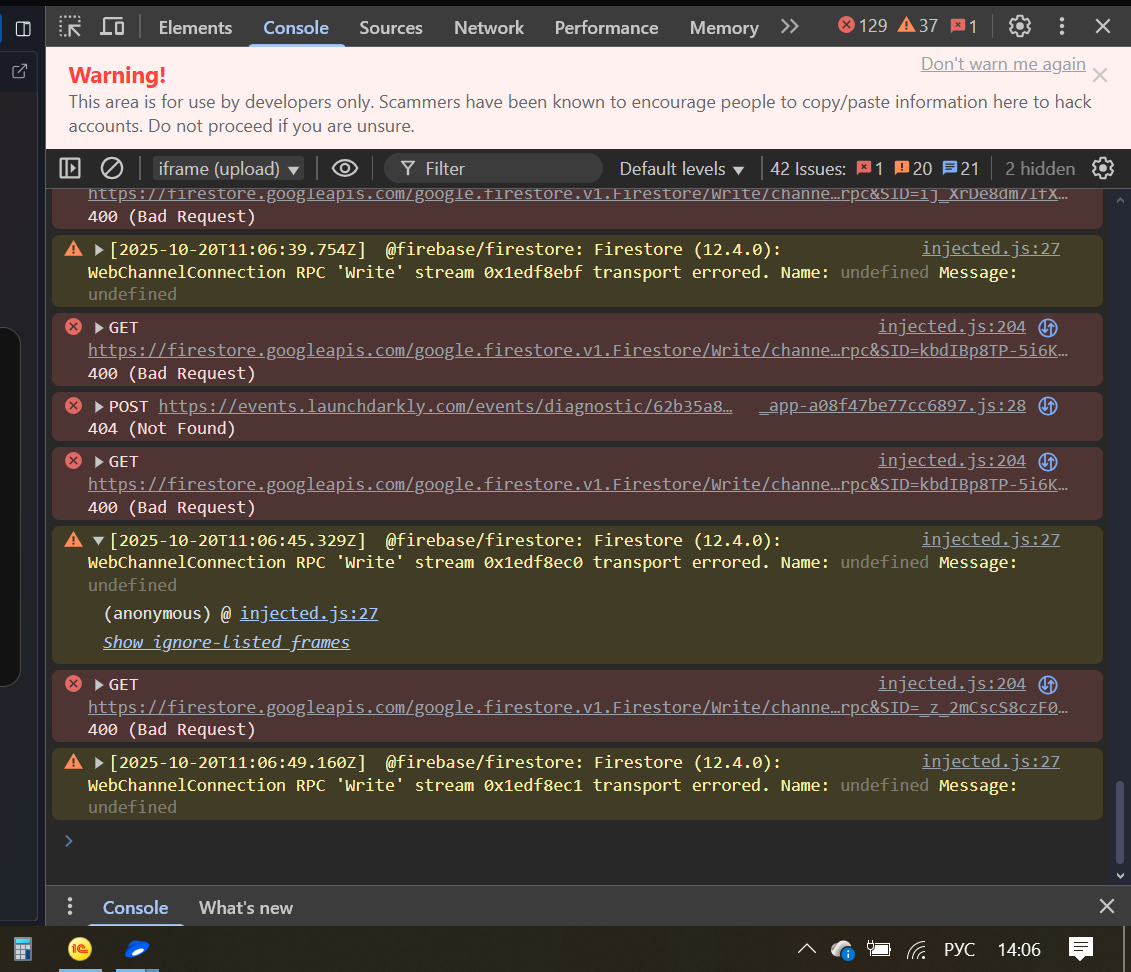 Elements Console Sources Network Performance Memory 129 37 1
Warning!
Don't warn me again
This area is for use by developers only. Scammers have been known to encourage people to copy/paste information here to hack
accounts. Do not proceed if you are unsure.
iframe (upload) Filter Default levels 42 Issues: 1 20 21 2 hidden
https://firestore.googleapis.com/google.firestore.v1.Firestore/Write/channe…rpc&SID=ij_XrDe8dm7lfX…
400 (Bad Request)
[2025-10-20T11:06:39.754Z] @firebase/firestore: Firestore (12.4.0): injected.js:27
WebChannelConnection RPC 'Write' stream 0x1edf8ebf transport errored. Name: undefined Message:
undefined
GET injected.js:204
https://firestore.googleapis.com/google.firestore.v1.Firestore/Write/channe…rpc&SID=kbdIBp8TP-5i6K…
400 (Bad Request)
POST https://events.launchdarkly.com/events/diagnostic/62b35a8… _app-a08f47be77cc6897.js:28
404 (Not Found)
GET injected.js:204
https://firestore.googleapis.com/google.firestore.v1.Firestore/Write/channe…rpc&SID=kbdIBp8TP-5i6K…
400 (Bad Request)
[2025-10-20T11:06:45.329Z] @firebase/firestore: Firestore (12.4.0): injected.js:27
WebChannelConnection RPC 'Write' stream 0x1edf8ec0 transport errored. Name: undefined Message:
undefined
(anonymous) @ injected.js:27
Show ignore-listed frames
GET injected.js:204
https://firestore.googleapis.com/google.firestore.v1.Firestore/Write/channe…rpc&SID=_z_2mCscS8czF0…
400 (Bad Request)
[2025-10-20T11:06:49.160Z] @firebase/firestore: Firestore (12.4.0): injected.js:27
WebChannelConnection RPC 'Write' stream 0x1edf8ec1 transport errored. Name: undefined Message:
undefined
Console What's new
1С РУС 14:06